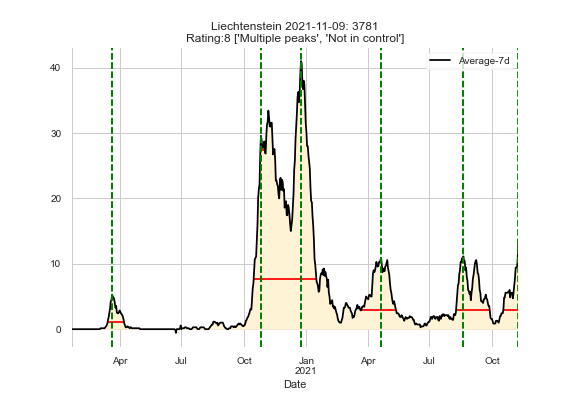 Liechtenstein 2021-11-09: 3781
Rating:8 ['Multiple peaks', 'Not in control']
Average-7d
40
30
20
10
0
Apr Jul Oct Jan Apr Jul Oct
2021
Date